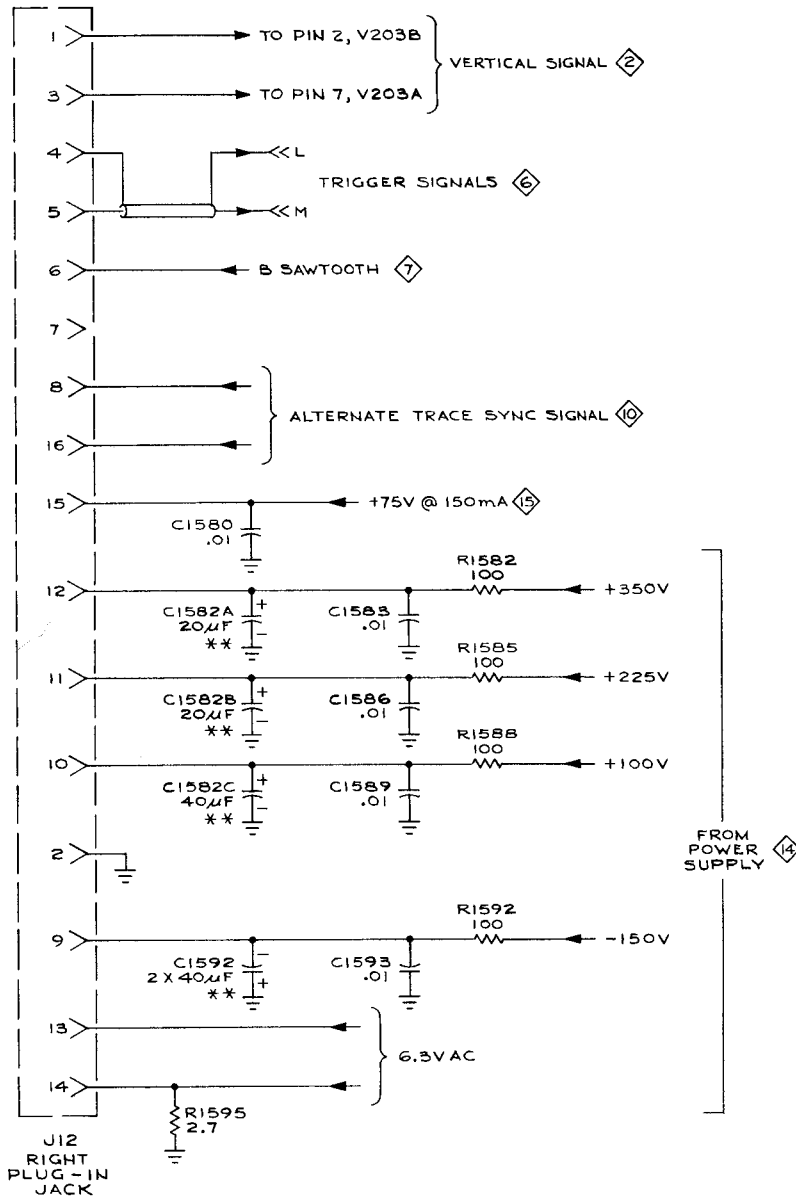 1 TO PIN 2, V203B
VERTICAL SIGNAL 2
3 TO PIN 7, V203A
4 L
TRIGGER SIGNALS 6
5 M
6 B SAWTOOTH 7
7
8
ALTERNATE TRACE SYNC SIGNAL 10
16
15 +75V @ 150mA 15
C1580
.01
R1582
100
12 +350V
C1582A
20µF
**
+
-
C1583
.01
R1585
100
11 +225V
C1582B
20µF
**
+
-
C1586
.01
R1588
100
10 +100V
C1582C
40µF
**
+
-
C1589
.01
2
FROM
POWER
SUPPLY 14
R1592
100
9 -150V
C1592
2X40µF
**
-
+
C1593
.01
13
6.3V AC
14
R1595
2.7
J12
RIGHT
PLUG-IN
JACK